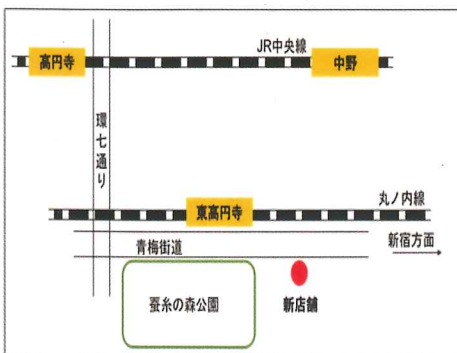 JR中央線
高円寺
中野
環七通り
丸ノ内線
東高円寺
新宿方面
青梅街道
蚕糸の森公園
新店舗